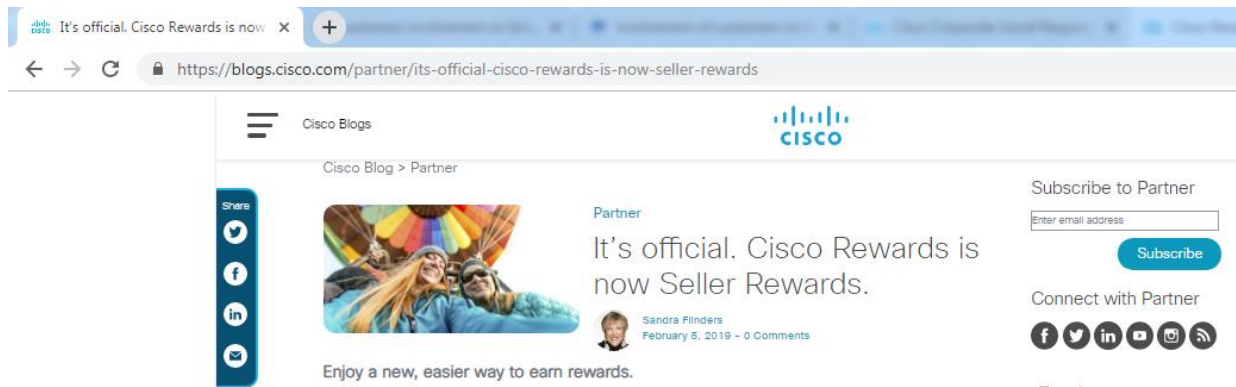 It's official. Cisco Rewards is now
https://blogs.cisco.com/partner/its-official-cisco-rewards-is-now-seller-rewards
Cisco Blogs
CISCO
Cisco Blog > Partner
Share
Partner
It's official. Cisco Rewards is
now Seller Rewards.
Sandra Flinders
February 5, 2019 - 0 Comments
Enjoy a new, easier way to earn rewards.
Subscribe to Partner
Enter email address
Subscribe
Connect with Partner